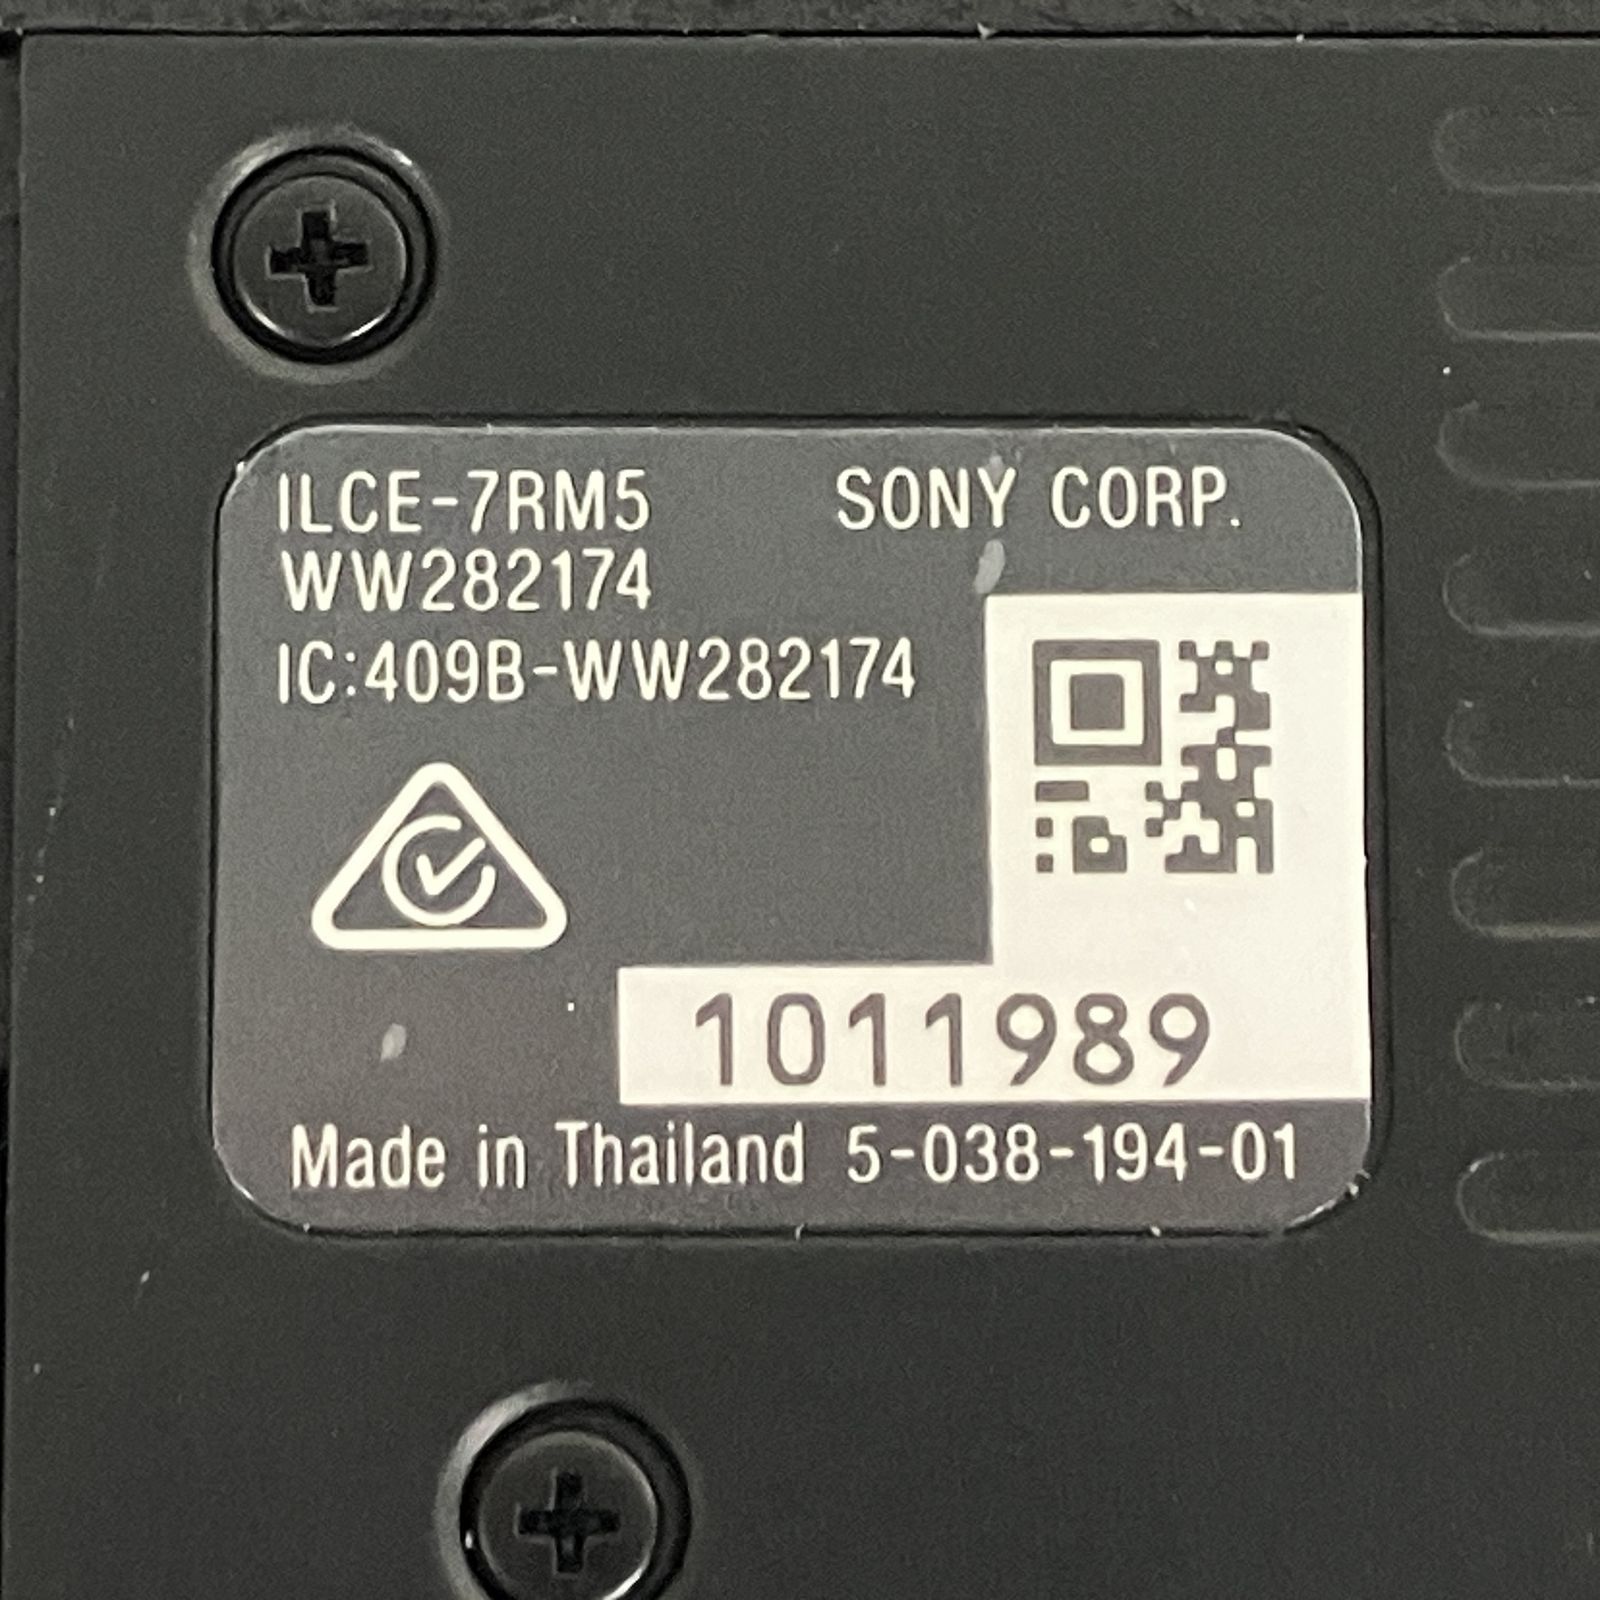 ILCE-7RM5 SONY CORP.
WW282174
IC:409B-WW282174
1011989
Made in Thailand 5-038-194-01